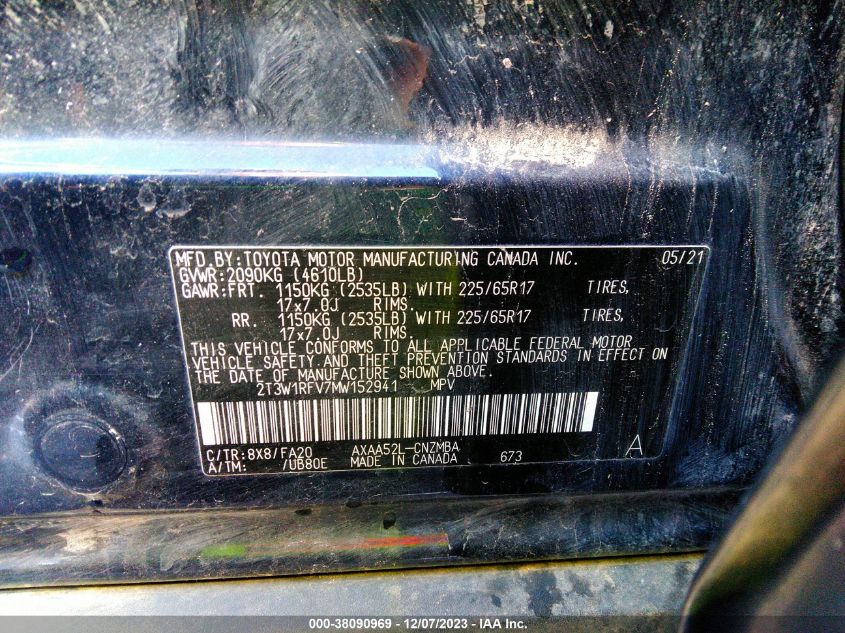 MFD.BY:TOYOTA MOTOR MANUFACTURING CANADA INC. 05/21
GVWR:2090KG (4610LB)
GAWR:FRT. 1150KG (2535LB) WITH 225/65R17 TIRES,
17x7.0J RIMS.
RR. 1150KG (2535LB) WITH 225/65R17 TIRES,
17x7.0J RIMS.
THIS VEHICLE CONFORMS TO ALL APPLICABLE FEDERAL MOTOR
VEHICLE SAFETY AND THEFT PREVENTION STANDARDS IN EFFECT ON
THE DATE OF MANUFACTURE SHOWN ABOVE.
2T3W1RFV7MW152941 MPV
C/TR:8X8/FA20 AXAA52L-CNZMBA
A/TM: /UB80E MADE IN CANADA 673 A
000-38090969 - 12/07/2023 - IAA Inc.